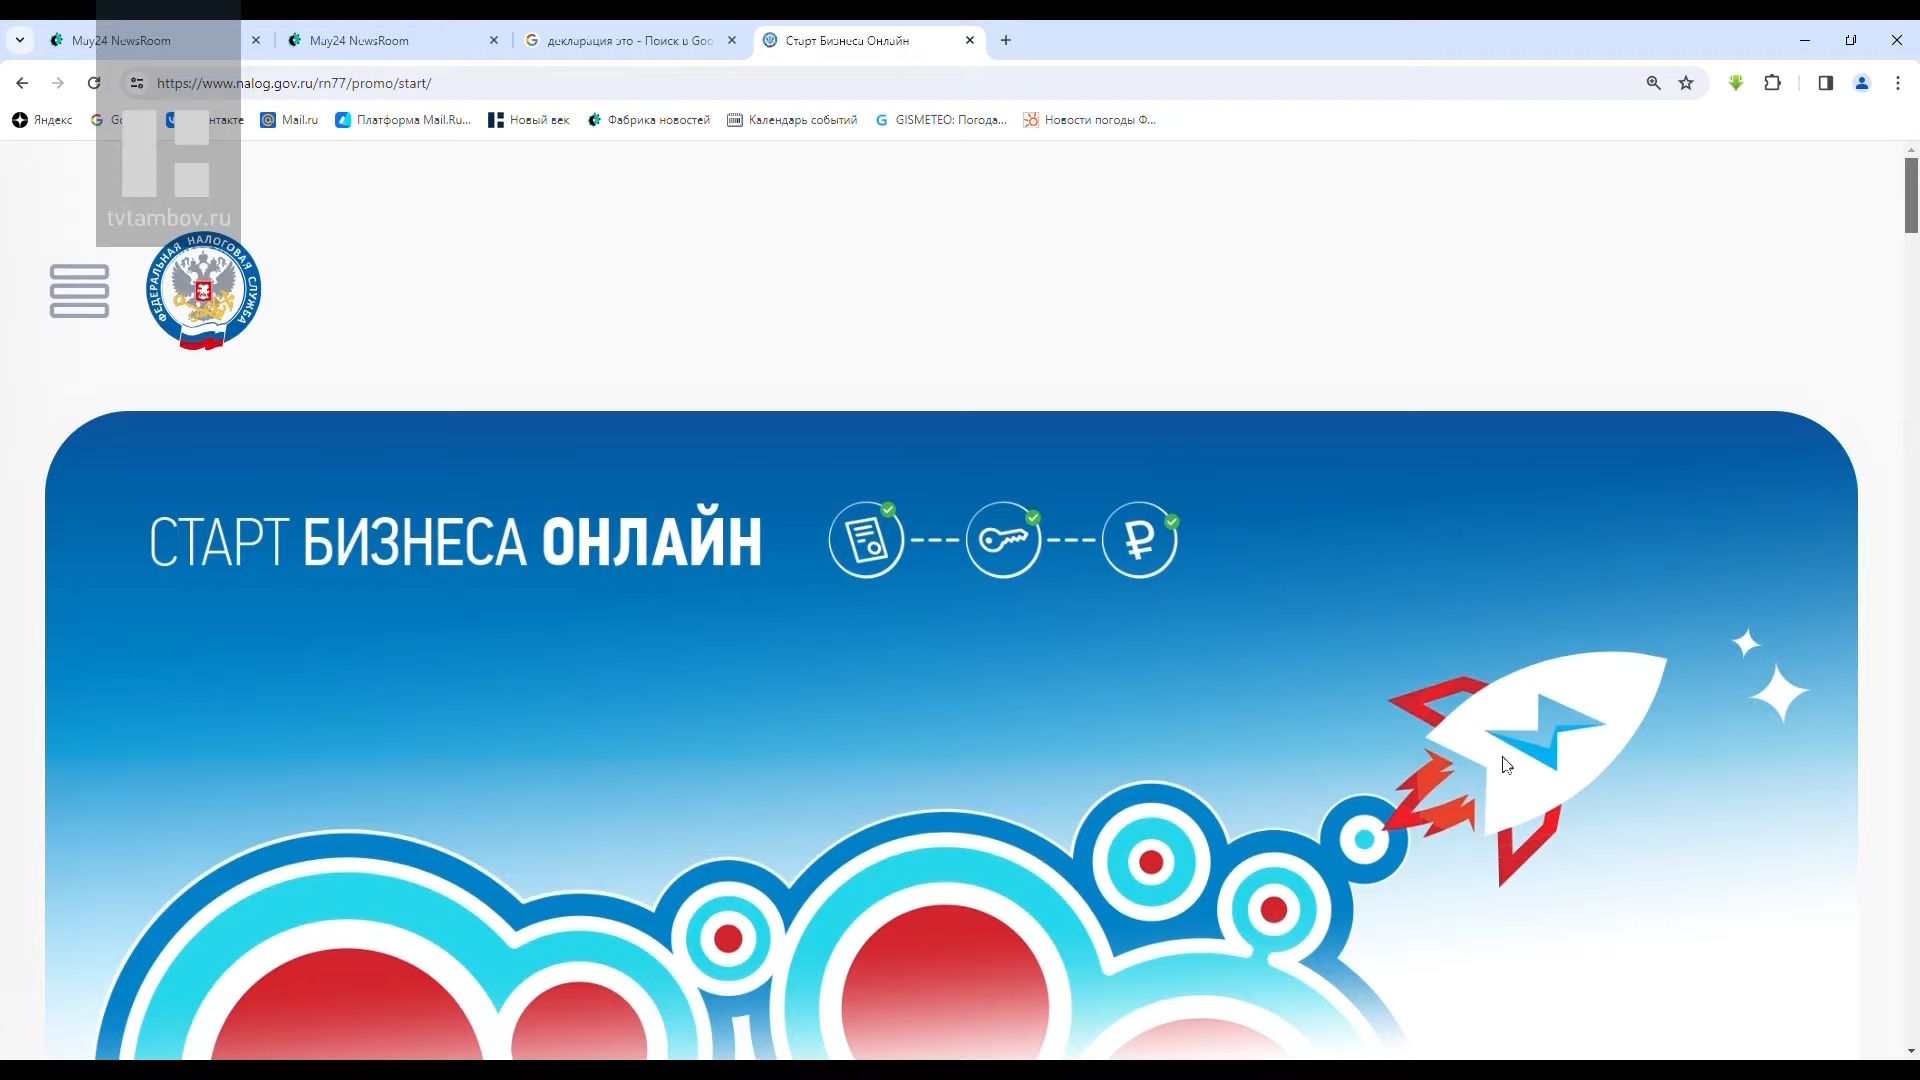 May24 NewsRoom
May24 NewsRoom
декларация это - Поиск в Goo
Старт Бизнеса Онлайн
https://www.nalog.gov.ru/rn77/promo/start/
Яндекс
Mail.ru
Платформа Mail.Ru...
Новый век
Фабрика новостей
Календарь событий
GISMETEO: Погода...
Новости погоды Ф...
tvtambov.ru
ФЕДЕРАЛЬНАЯ НАЛОГОВАЯ СЛУЖБА
СТАРТ БИЗНЕСА ОНЛАЙН